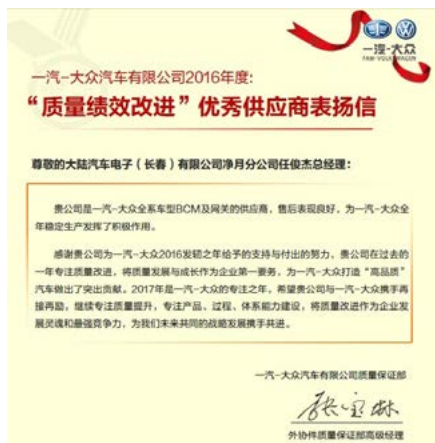 一汽-大众
FAW-VOLKSWAGEN
一汽-大众汽车有限公司2016年度:
“质量绩效改进”优秀供应商表扬信
尊敬的大陆汽车电子（长春）有限公司净月分公司任俊杰总经理：
贵公司是一汽-大众全系车型BCM及网关的供应商，售后表现良好，为一汽-大众全
年稳定生产发挥了积极作用。
感谢贵公司为一汽-大众2016发轫之年给予的支持与付出的努力，贵公司在过去的
一年专注质量改进，将质量发展与成长作为企业第一要务，为一汽-大众打造“高品质”
汽车做出了突出贡献。2017年是一汽-大众的专注之年，希望贵公司与一汽-大众携手再
接再励，继续专注质量提升，专注产品、过程、体系能力建设，将质量改进作为企业发
展灵魂和最强竞争力，为我们未来共同的战略发展携手共进。
一汽-大众汽车有限公司质量保证部
外协件质量保证部高级经理